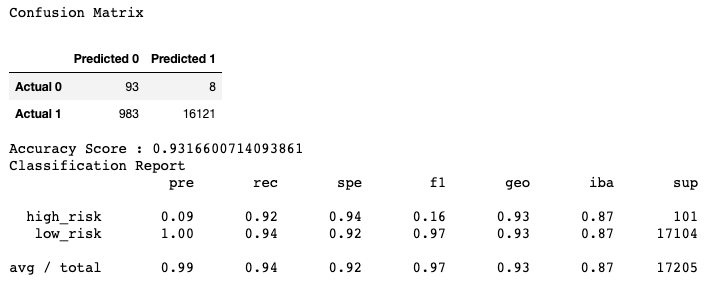 Confusion Matrix
Predicted 0 Predicted 1
Actual 0 93 8
Actual 1 983 16121
Accuracy Score : 0.9316600714093861
Classification Report
pre rec spe f1 geo iba sup
high_risk 0.09 0.92 0.94 0.16 0.93 0.87 101
low_risk 1.00 0.94 0.92 0.97 0.93 0.87 17104
avg / total 0.99 0.94 0.92 0.97 0.93 0.87 17205